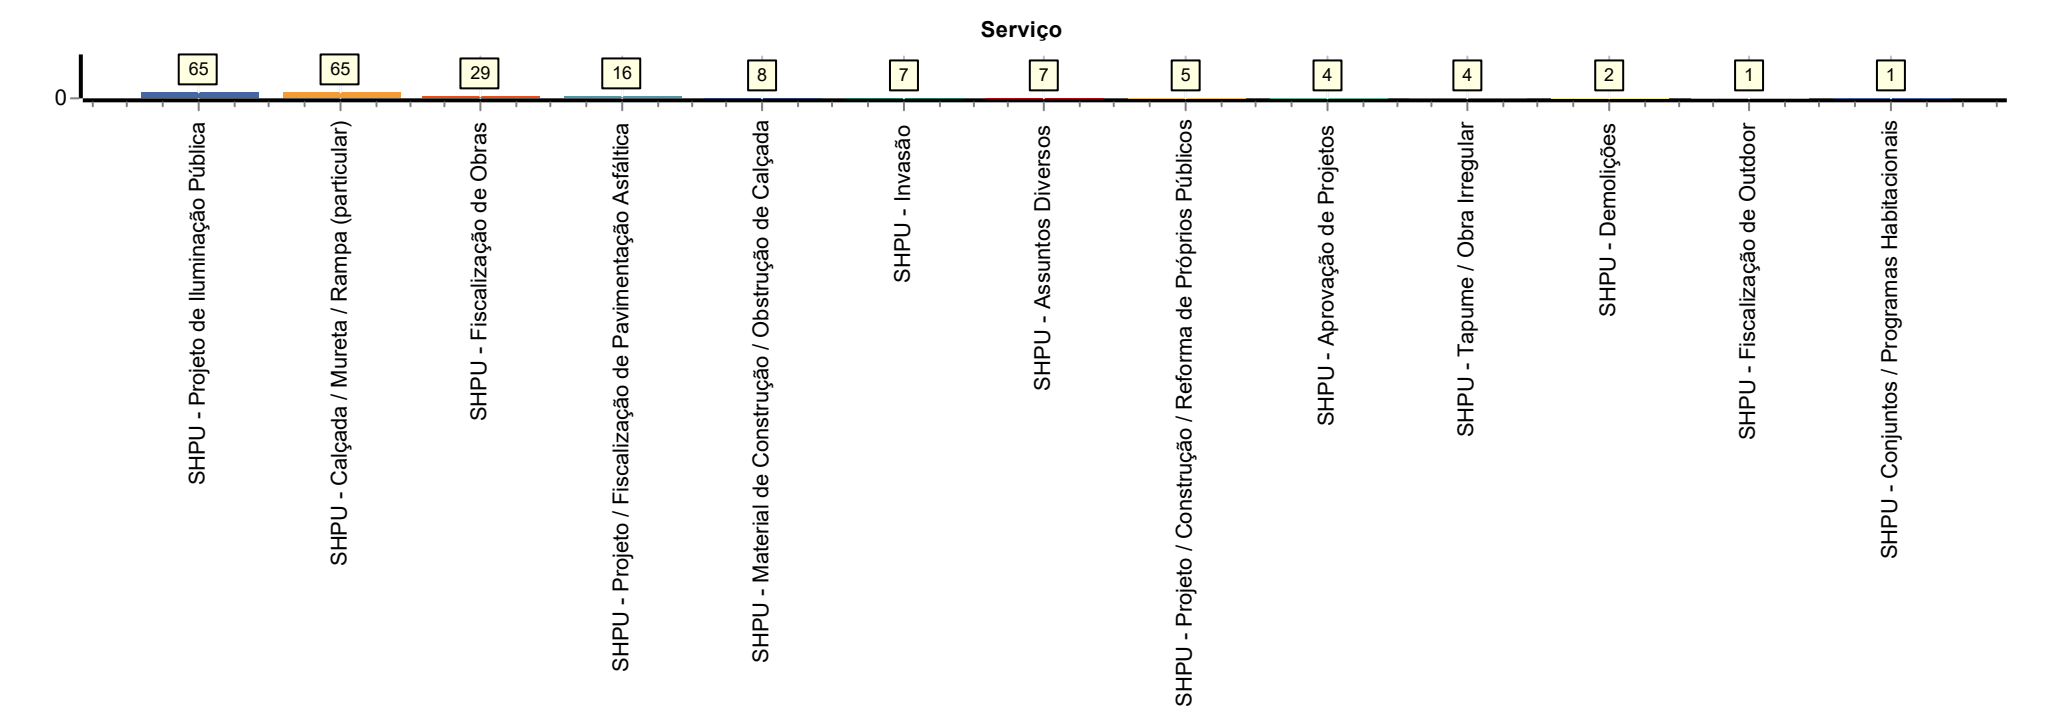 Serviço
65
65
29
16
8
7
7
5
4
4
2
1
1
0
SHPU - Projeto de Iluminação Pública
SHPU - Calçada / Mureta / Rampa (particular)
SHPU - Fiscalização de Obras
SHPU - Projeto / Fiscalização de Pavimentação Asfáltica
SHPU - Material de Construção / Obstrução de Calçada
SHPU - Invasão
SHPU - Assuntos Diversos
SHPU - Projeto / Construção / Reforma de Próprios Públicos
SHPU - Aprovação de Projetos
SHPU - Tapume / Obra Irregular
SHPU - Demolições
SHPU - Fiscalização de Outdoor
SHPU - Conjuntos / Programas Habitacionais